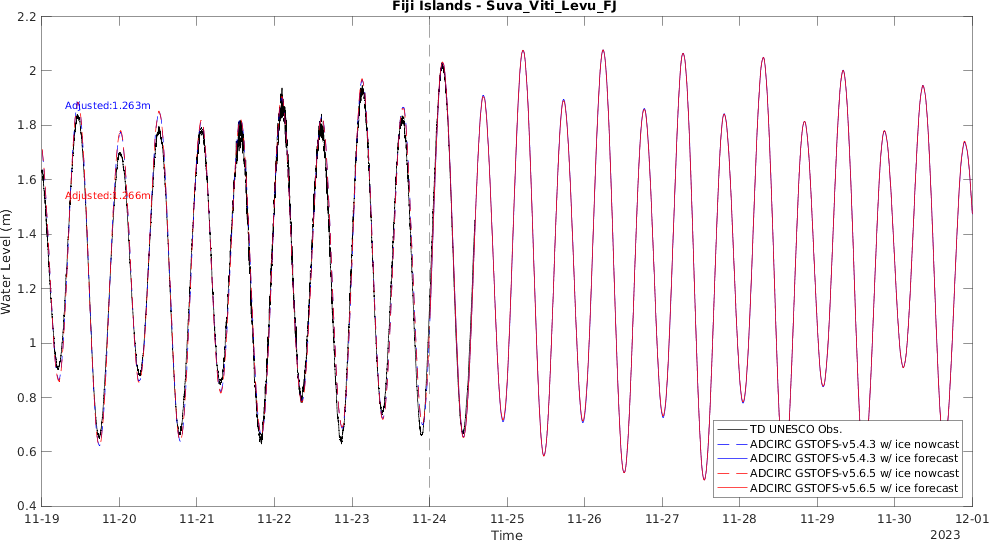 Fiji Islands - Suva_Viti_Levu_FJ
2.2
2
1.8
1.6
1.4
1.2
1
0.8
0.6
0.4
Water Level (m)
Adjusted:1.263m
Adjusted:1.266m
TD UNESCO Obs.
ADCIRC GSTOFS-v5.4.3 w/ ice nowcast
ADCIRC GSTOFS-v5.4.3 w/ ice forecast
ADCIRC GSTOFS-v5.6.5 w/ ice nowcast
ADCIRC GSTOFS-v5.6.5 w/ ice forecast
11-19 11-20 11-21 11-22 11-23 11-24 11-25 11-26 11-27 11-28 11-29 11-30 12-01
Time
2023